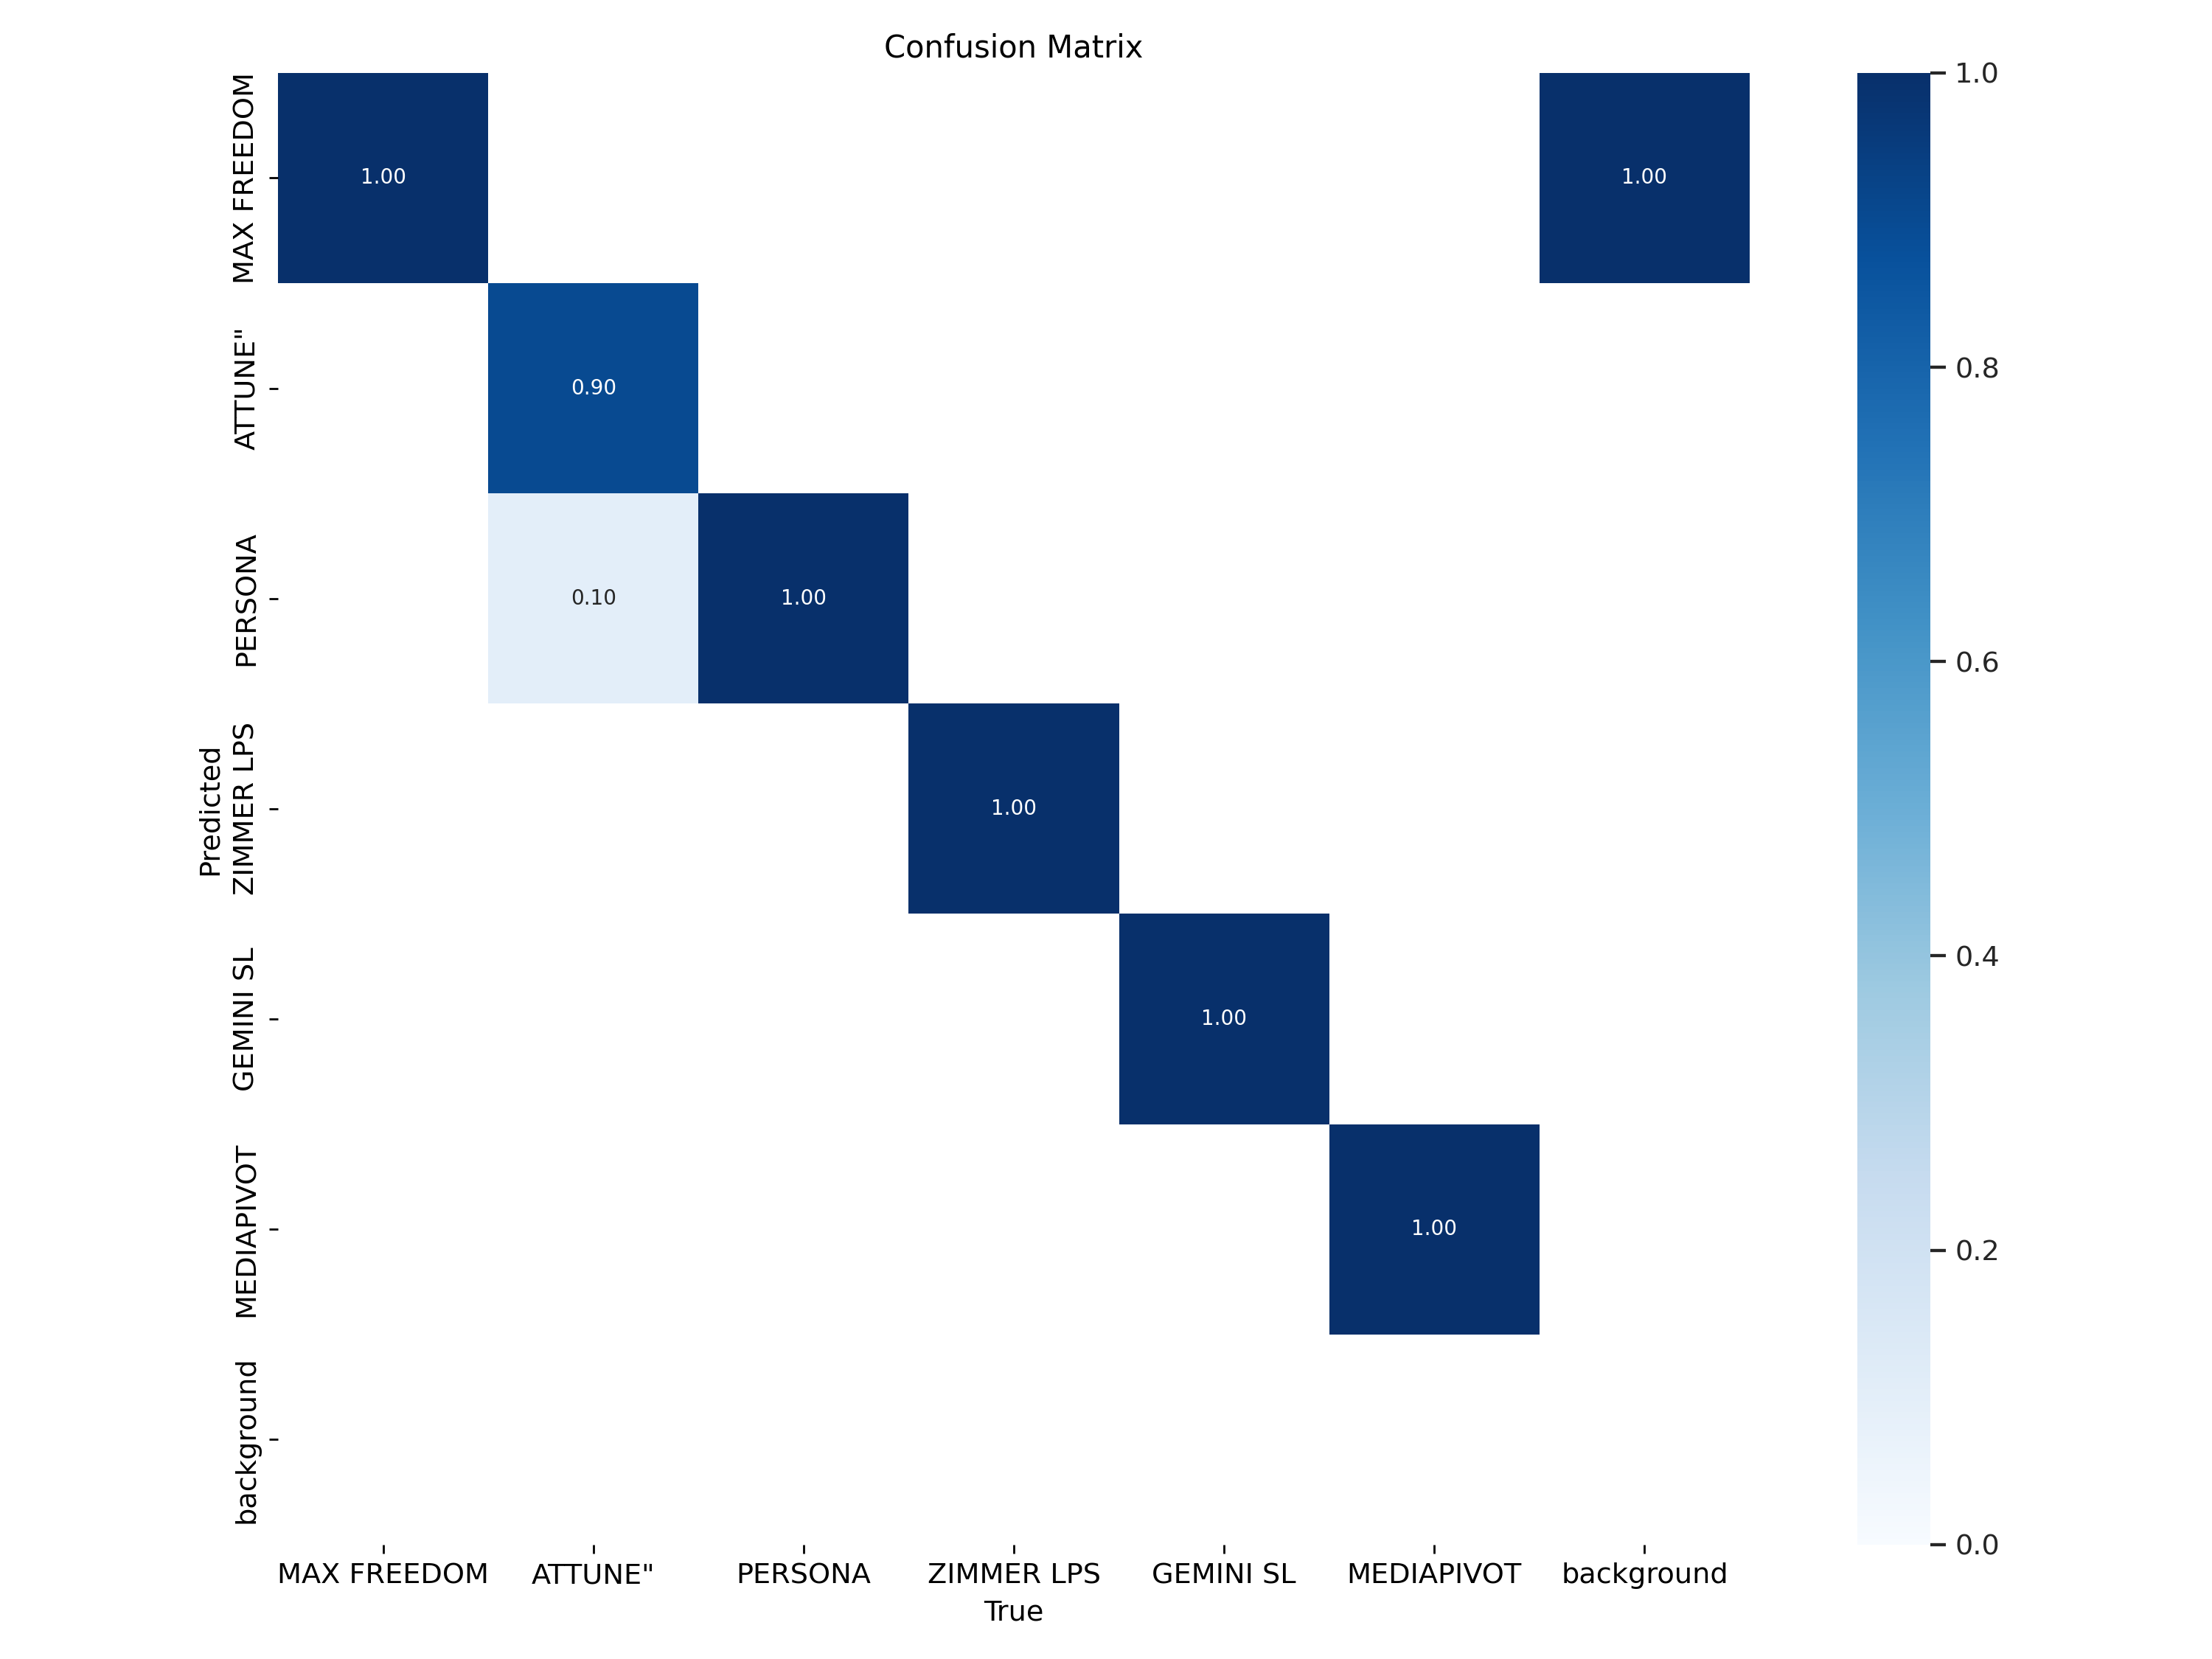 Confusion Matrix
MAX FREEDOM
ATTUNE"
PERSONA
ZIMMER LPS
GEMINI SL
MEDIAPIVOT
background
Predicted
1.00
1.00
0.90
0.10
1.00
1.00
1.00
1.00
MAX FREEDOM
ATTUNE"
PERSONA
ZIMMER LPS
GEMINI SL
MEDIAPIVOT
background
True
1.0
0.8
0.6
0.4
0.2
0.0